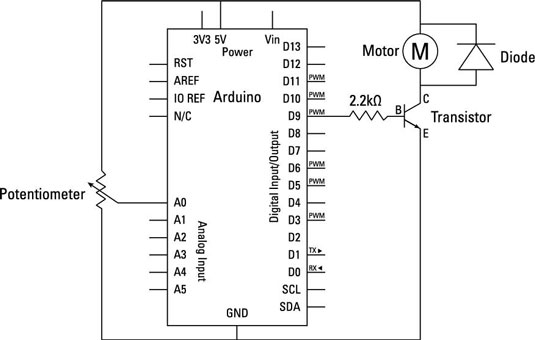 3V3 5V Vin
Power
Arduino
RST
AREF
IO REF
N/C
A0
A1
A2
A3
A4
A5
Analog Input
GND
D13
D12
D11 PWM
D10 PWM
D9 PWM
D8
D7
D6 PWM
D5 PWM
D4
D3 PWM
D2
D1 TX ►
D0 RX ◄
SCL
SDA
Digital Input/Output
Potentiometer
2.2kΩ
Motor
M
Diode
C
B
E
Transistor